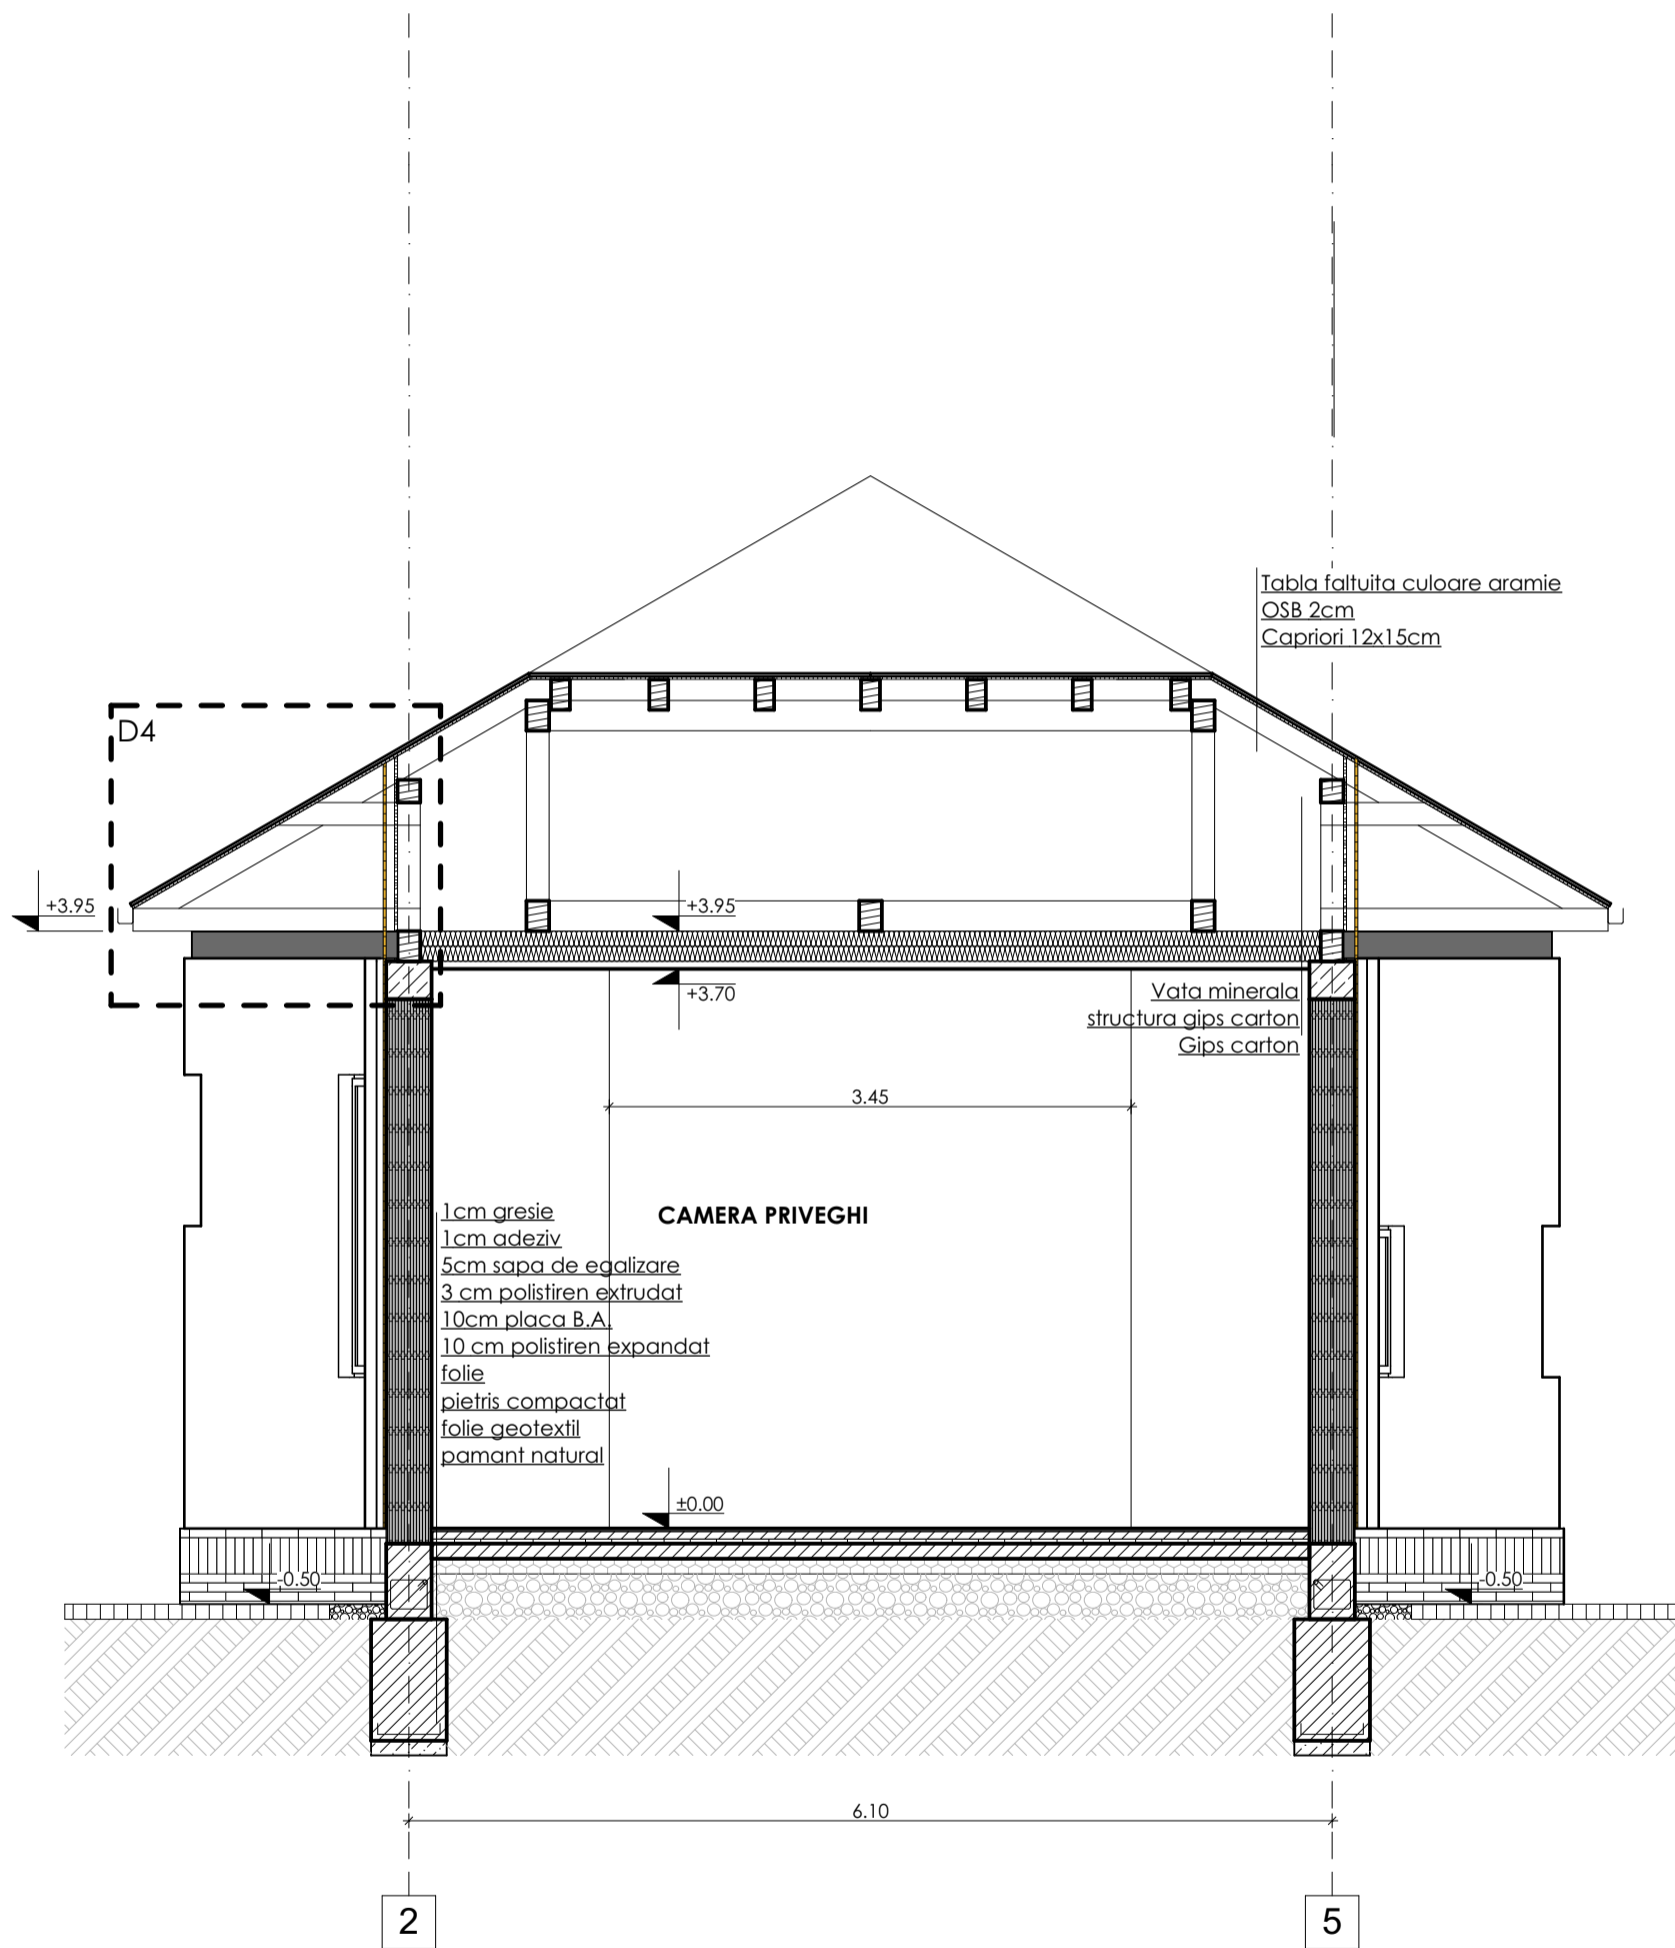 Tabla faltuita culoare aramie
OSB 2cm
Capriori 12x15cm
D4
+3.95
+3.95
+3.70
Vata minerala
structura gips carton
Gips carton
3.45
CAMERA PRIVEGHI
1cm gresie
1cm adeziv
5cm sapa de egalizare
3 cm polistiren extrudat
10cm placa B.A.
10 cm polistiren expandat
folie
pietris compactat
folie geotextil
pamant natural
±0.00
-0.50
-0.50
6.10
2
5